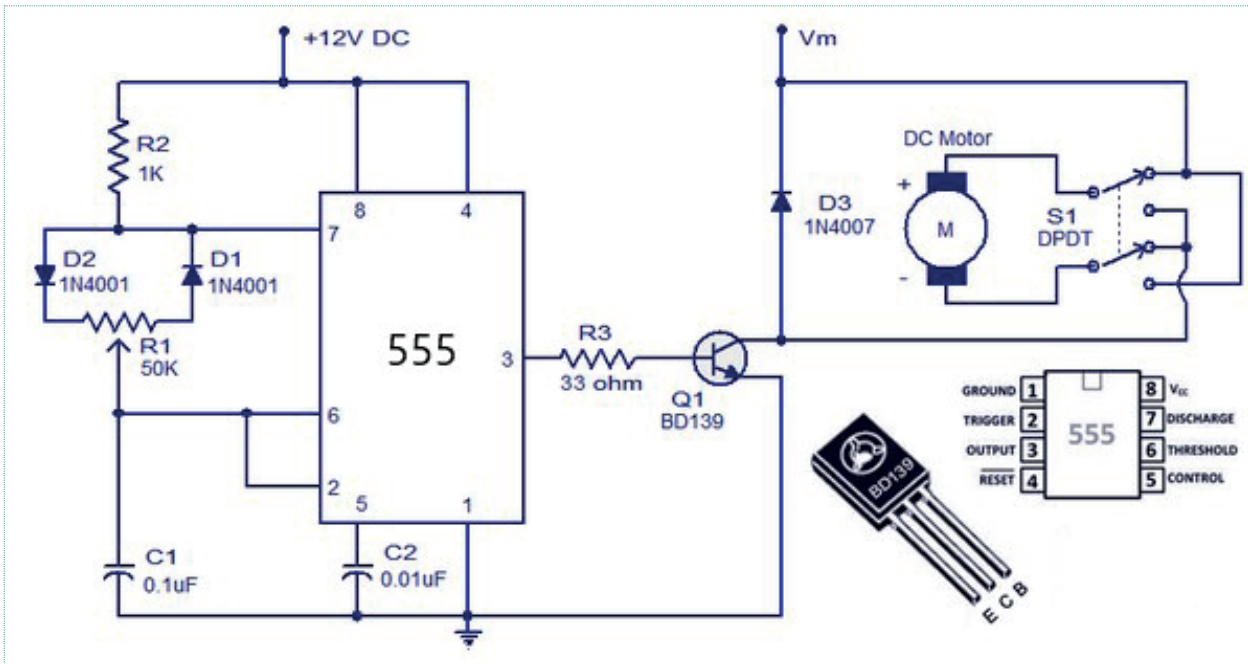 +12V DC
Vm
R2
1K
DC Motor
+
M
-
S1
DPDT
D3
1N4007
8
4
7
D2
1N4001
D1
1N4001
R1
50K
555
3
R3
33 ohm
Q1
BD139
6
2
5
1
C1
0.1uF
C2
0.01uF
BD139
E C B
GROUND 1
TRIGGER 2
OUTPUT 3
RESET 4
555
8 Vcc
7 DISCHARGE
6 THRESHOLD
5 CONTROL